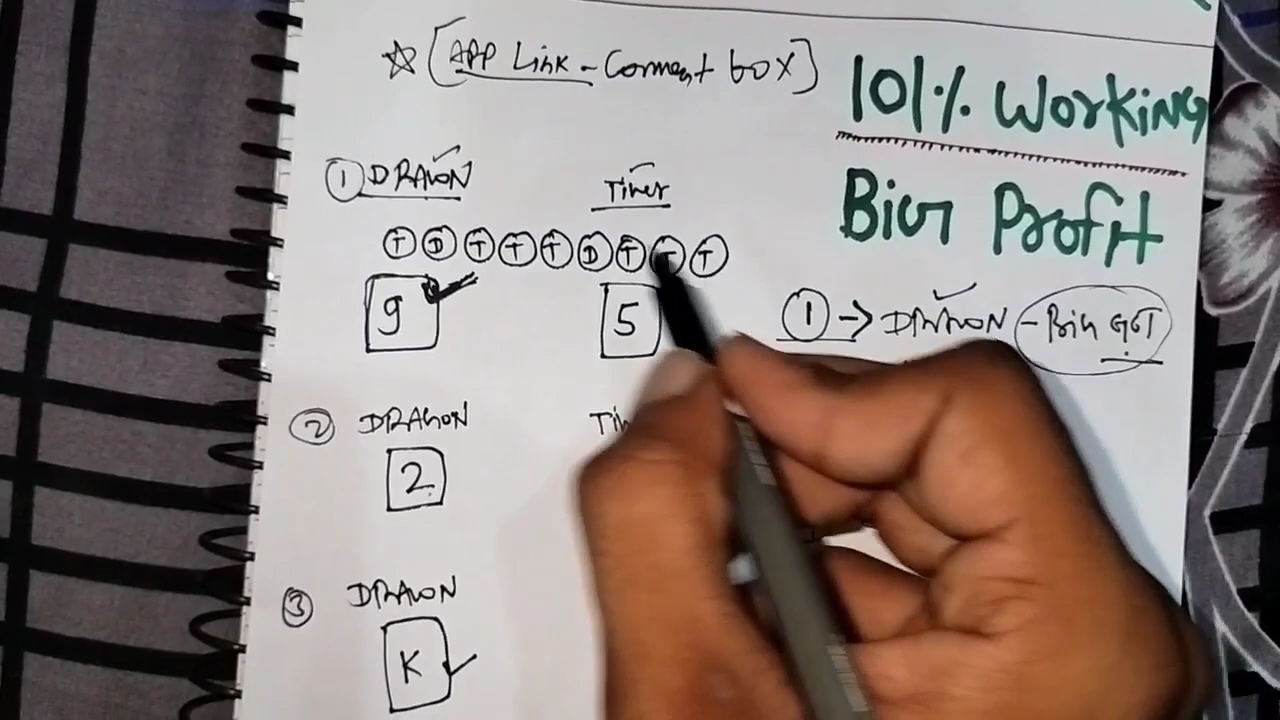 ☆ [APP Link - Comment box]
101% Working
Big Profit
① DRAGON Tiger
T D T T T D T T T
9 5
① → DRAGON - Big GOT
② DRAGON Ti
2
③ DRAGON
K